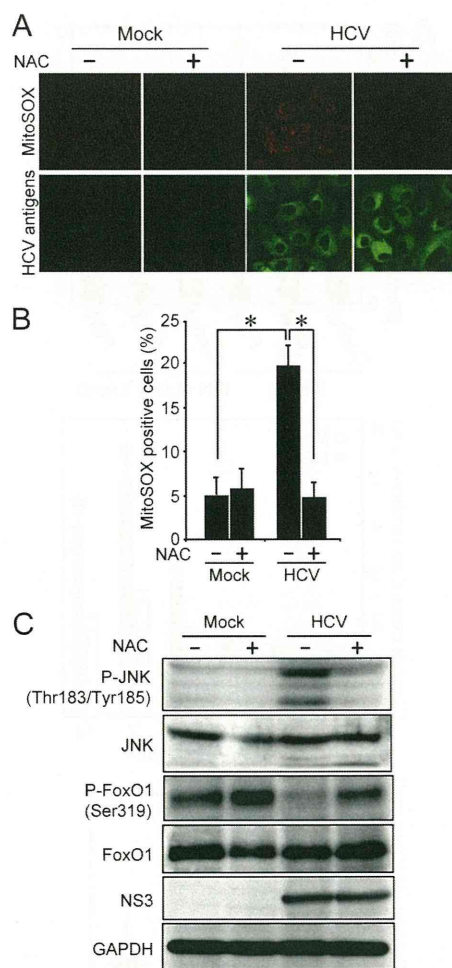 A
Mock HCV
NAC − + − +
MitoSOX
HCV antigens
B
MitoSOX positive cells (%)
25
20
15
10
5
0
* *
NAC − + − +
Mock HCV
C
Mock HCV
NAC − + − +
P-JNK
(Thr183/Tyr185)
JNK
P-FoxO1
(Ser319)
FoxO1
NS3
GAPDH